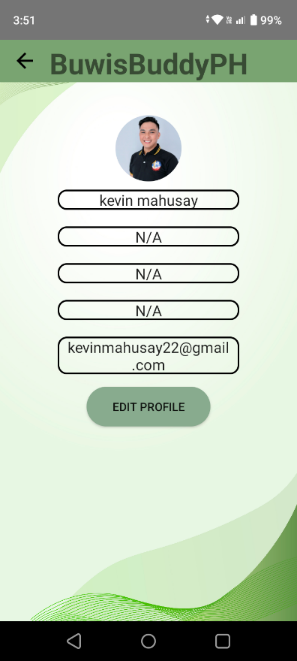 3:51
99%
BuwisBuddyPH
kevin mahusay
N/A
N/A
N/A
kevinmahusay22@gmail
.com
EDIT PROFILE